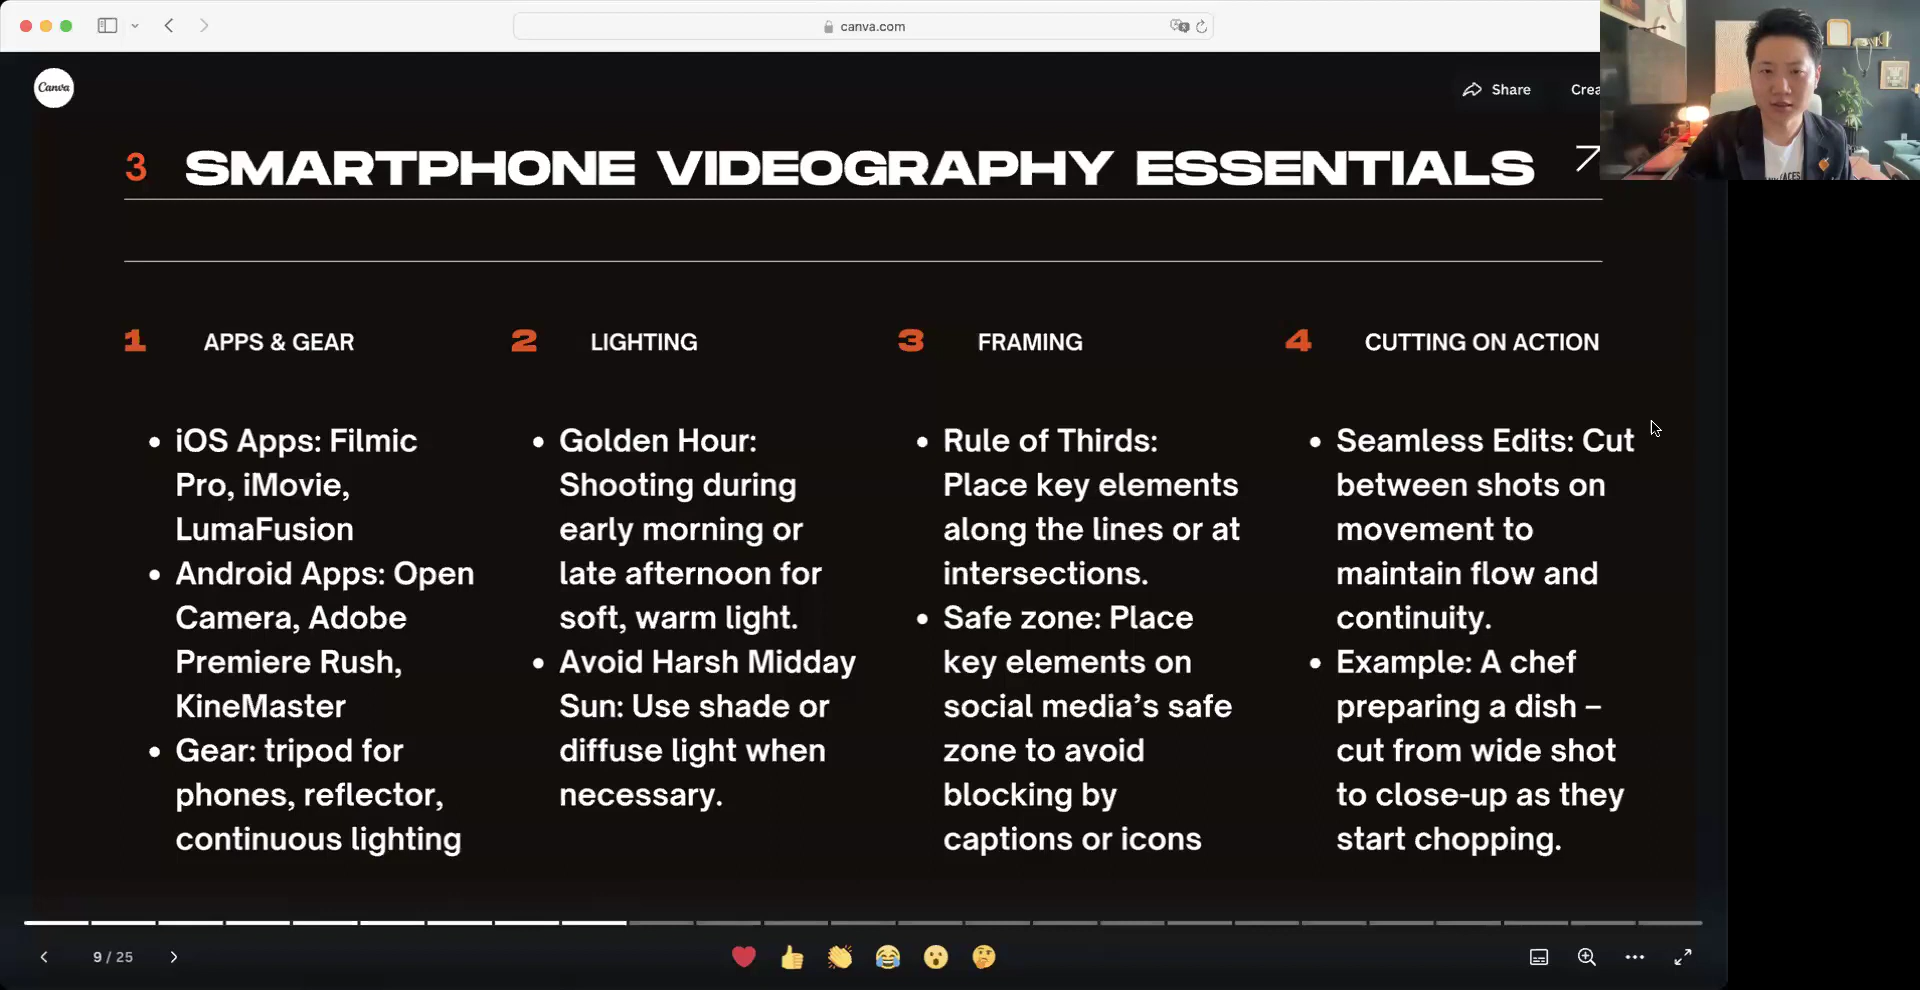 canva.com
Canva
Share
Crea
3 SMARTPHONE VIDEOGRAPHY ESSENTIALS
1 APPS & GEAR
• iOS Apps: Filmic
Pro, iMovie,
LumaFusion
• Android Apps: Open
Camera, Adobe
Premiere Rush,
KineMaster
• Gear: tripod for
phones, reflector,
continuous lighting
2 LIGHTING
• Golden Hour:
Shooting during
early morning or
late afternoon for
soft, warm light.
• Avoid Harsh Midday
Sun: Use shade or
diffuse light when
necessary.
3 FRAMING
• Rule of Thirds:
Place key elements
along the lines or at
intersections.
• Safe zone: Place
key elements on
social media’s safe
zone to avoid
blocking by
captions or icons
4 CUTTING ON ACTION
• Seamless Edits: Cut
between shots on
movement to
maintain flow and
continuity.
• Example: A chef
preparing a dish –
cut from wide shot
to close-up as they
start chopping.
9 / 25